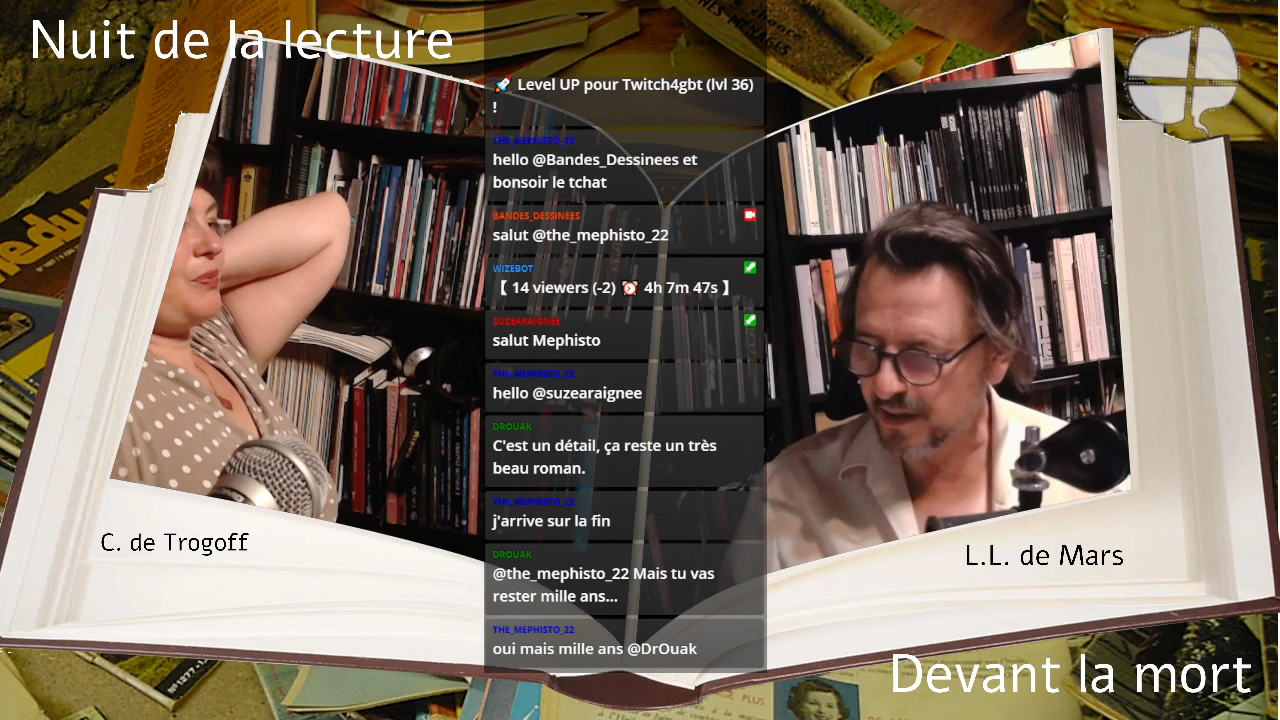 Nuit de la lecture
🚀 Level UP pour Twitch4gbt (lvl 36)
!
THE_MEPHISTO_22
hello @Bandes_Dessinees et
bonsoir le tchat
BANDES_DESSINEES
salut @the_mephisto_22
WIZEBOT
【 14 viewers (-2) ⏰ 4h 7m 47s 】
SUZEARAIGNEE
salut Mephisto
THE_MEPHISTO_22
hello @suzearaignee
DROUAK
C'est un détail, ça reste un très
beau roman.
THE_MEPHISTO_22
j'arrive sur la fin
DROUAK
@the_mephisto_22 Mais tu vas
rester mille ans...
THE_MEPHISTO_22
oui mais mille ans @DrOuak
C. de Trogoff
L.L. de Mars
Devant la mort